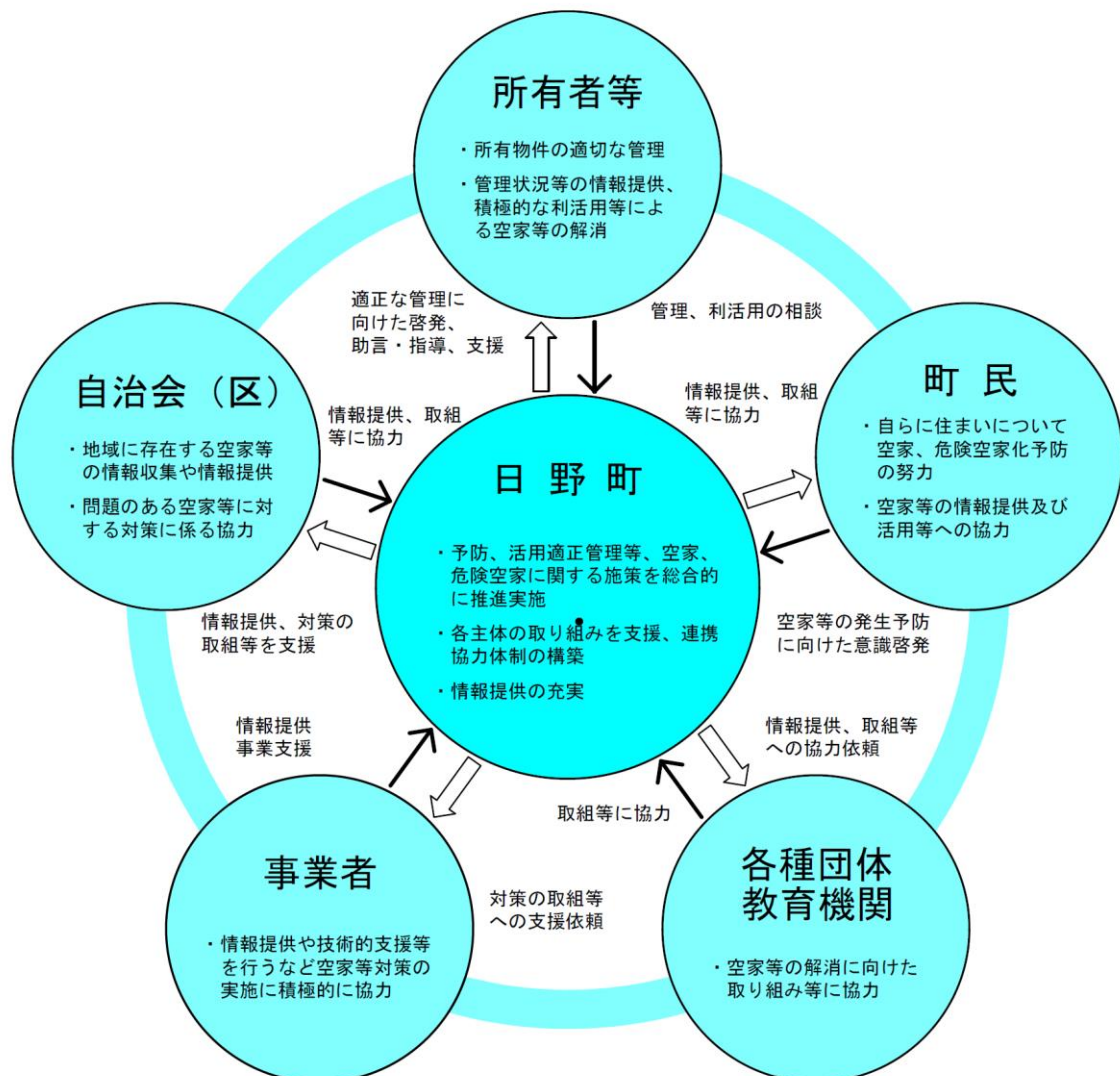 所有者等
・所有物件の適切な管理
・管理状況等の情報提供、
積極的な利活用等によ
る空家等の解消
適正な管理に
向けた啓発、
助言・指導、支援
管理、利活用の相談
自治会（区）
・地域に存在する空家等
の情報収集や情報提供
・問題のある空家等に対
する対策に係る協力
情報提供、取組
等に協力
情報提供、取組
等に協力
町 民
・自らに住まいについて
空家、危険空家化予防
の努力
・空家等の情報提供及び
活用等への協力
日 野 町
・予防、活用適正管理等、空家、
危険空家に関する施策を総合的
に推進実施
・各主体の取り組みを支援、連携
協力体制の構築
・情報提供の充実
情報提供、対策の
取組等を支援
空家等の発生予防
に向けた意識啓発
情報提供
事業支援
情報提供、取組等
への協力依頼
取組等に協力
事業者
・情報提供や技術的支援等
を行うなど空家等対策の
実施に積極的に協力
対策の取組等
への支援依頼
各種団体
教育機関
・空家等の解消に向けた
取り組み等に協力